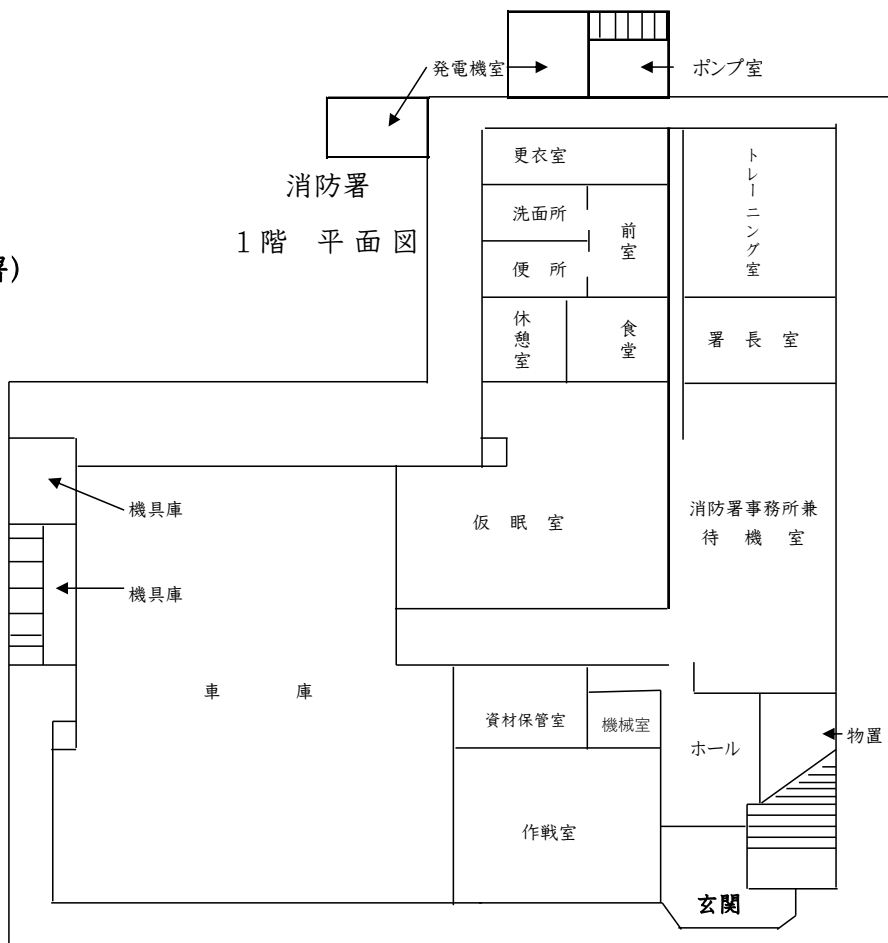 発電機室
ポンプ室
消防署
1階 平面図
署)
更衣室
洗面所
便 所
前室
トレーニング室
休憩室
食堂
署 長 室
機具庫
仮 眠 室
消防署事務所兼
待 機 室
機具庫
車 庫
資材保管室
機械室
ホール
物置
作戦室
玄関